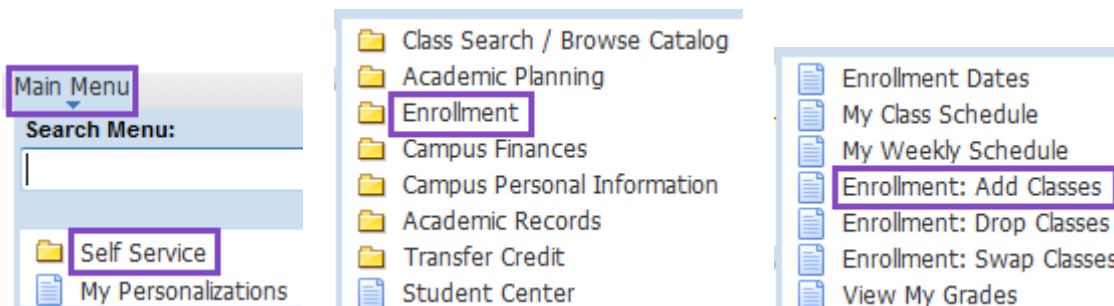 Main Menu
Search Menu:
Self Service
My Personalizations
Class Search / Browse Catalog
Academic Planning
Enrollment
Campus Finances
Campus Personal Information
Academic Records
Transfer Credit
Student Center
Enrollment Dates
My Class Schedule
My Weekly Schedule
Enrollment: Add Classes
Enrollment: Drop Classes
Enrollment: Swap Classes
View My Grades